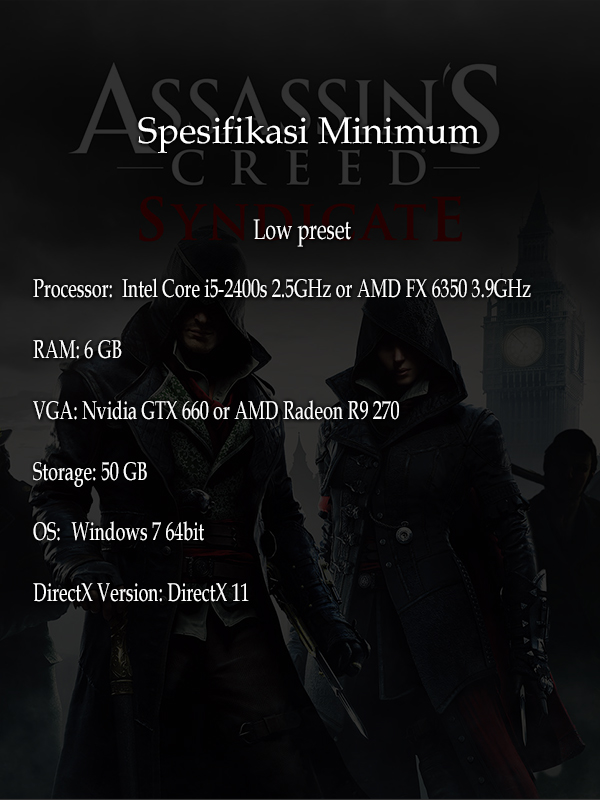 ASSASSIN'S
Spesifikasi Minimum
CREED
SYNDICATE
Low preset
Processor: Intel Core i5-2400s 2.5GHz or AMD FX 6350 3.9GHz
RAM: 6 GB
VGA: Nvidia GTX 660 or AMD Radeon R9 270
Storage: 50 GB
OS: Windows 7 64bit
DirectX Version: DirectX 11